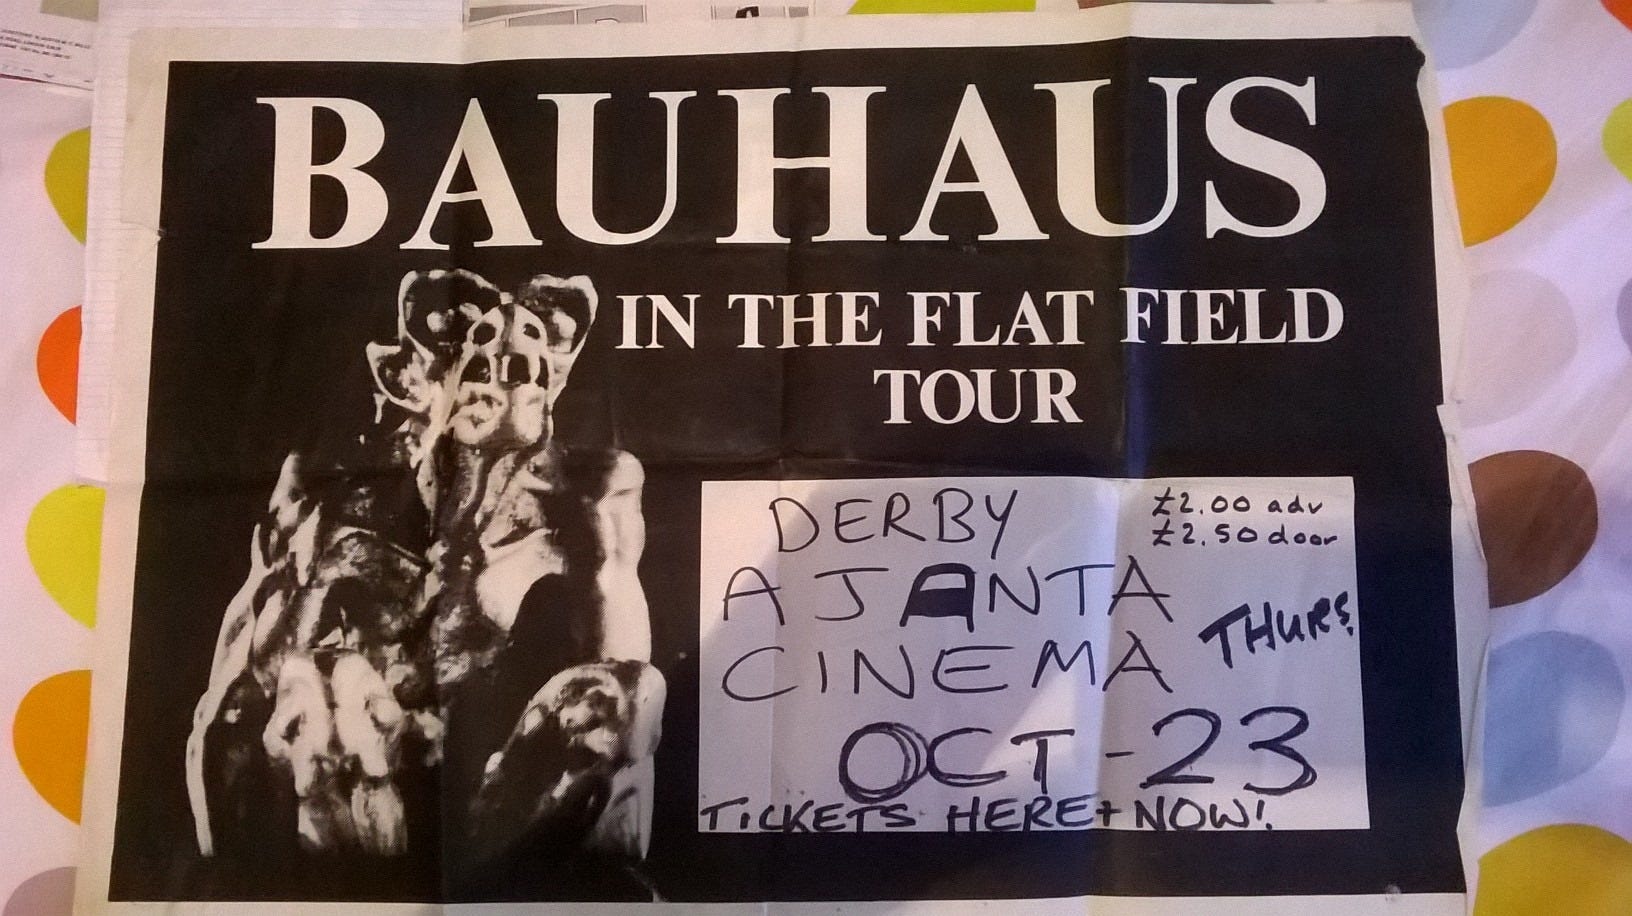 BAUHAUS
IN THE FLAT FIELD
TOUR
DERBY
£2.00 adv
£2.50 door
AJANTA
CINEMA
THURS.
OCT-23
TICKETS HERE + NOW!